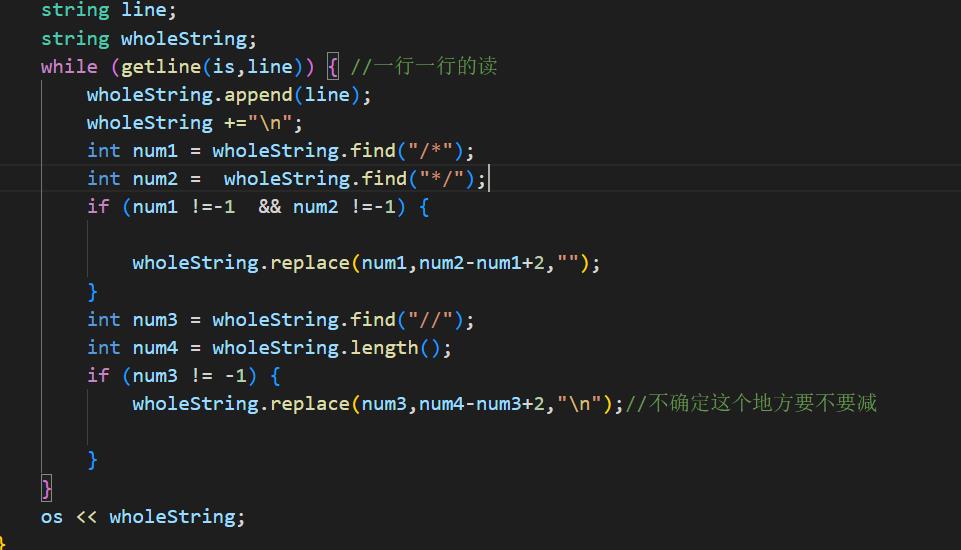 string line;
string wholeString;
while (getline(is,line)) { //一行一行的读
wholeString.append(line);
wholeString +="\n";
int num1 = wholeString.find("/*");
int num2 =  wholeString.find("*/");
if (num1 !=-1  && num2 !=-1) {
wholeString.replace(num1,num2-num1+2,"");
}
int num3 = wholeString.find("//");
int num4 = wholeString.length();
if (num3 != -1) {
wholeString.replace(num3,num4-num3+2,"\n");//不确定这个地方要不要减
}
}
os << wholeString;
}